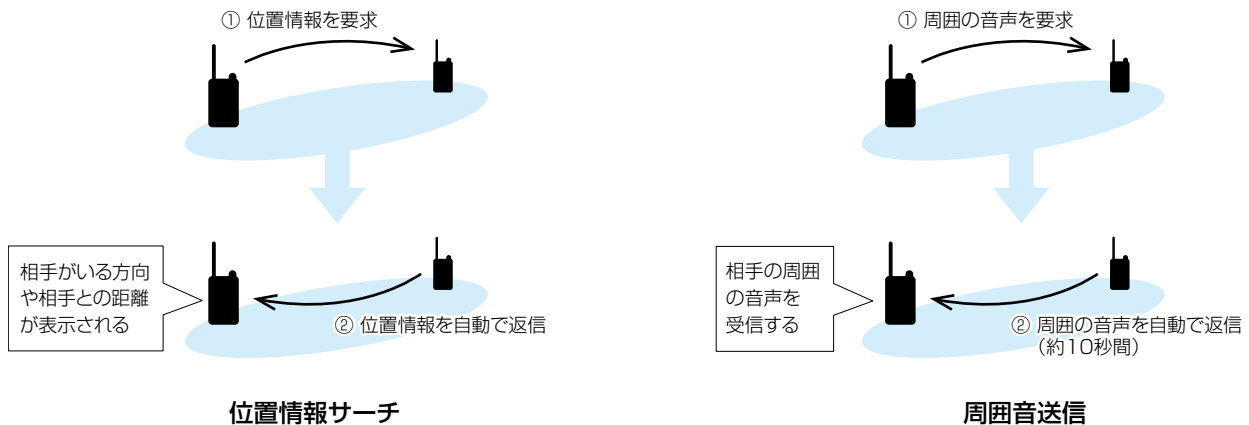 ① 位置情報を要求
相手がいる方向
や相手との距離
が表示される
② 位置情報を自動で返信
位置情報サーチ
① 周囲の音声を要求
相手の周囲
の音声を
受信する
② 周囲の音声を自動で返信
(約10秒間)
周囲音送信